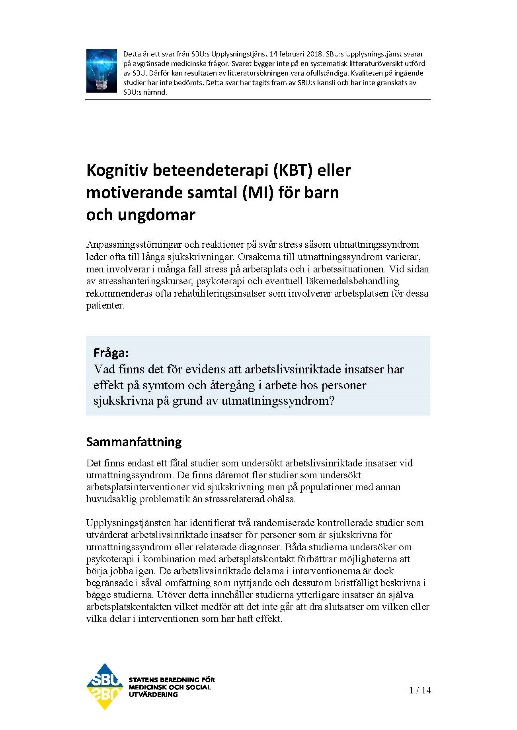 Detta är ett svar från SBU:s Upplysningstjänst 14 februari 2018. SBU:s Upplysningstjänst svarar
på avgränsade medicinska frågor. Svaret bygger inte på en systematisk litteraturöversikt utförd
av SBU. Därför kan resultaten av litteratursökningen vara ofullständiga. Kvaliteten på ingående
studier har inte bedömts. Detta svar har tagits fram av SBU:s kansli och har inte granskats av
SBU:s nämnd.
Kognitiv beteendeterapi (KBT) eller
motiverande samtal (MI) för barn
och ungdomar
Anpassningsstörningar och reaktioner på svår stress såsom utmattningssyndrom
leder ofta till långa sjukskrivningar. Orsakerna till utmattningssyndrom varierar,
men involverar i många fall stress på arbetsplats och i arbetssituationen. Vid sidan
av stresshanteringskurser, psykoterapi och eventuell läkemedelsbehandling
rekommenderas ofta rehabiliteringsinsatser som involverar arbetsplatsen för dessa
patienter.
Fråga:
Vad finns det för evidens att arbetslivsinriktade insatser har
effekt på symtom och återgång i arbete hos personer
sjukskrivna på grund av utmattningssyndrom?
Sammanfattning
Det finns endast ett fåtal studier som undersökt arbetslivsinriktade insatser vid
utmattningssyndrom. De finns däremot fler studier som undersökt
arbetsplatsinterventioner vid sjukskrivning men på populationer med annan
huvudsaklig problematik än stressrelaterad ohälsa.
Upplysningstjänsten har identifierat två randomiserade kontrollerade studier som
utvärderat arbetslivsinriktade insatser för personer som är sjukskrivna för
utmattningssyndrom eller relaterade diagnoser. Båda studierna undersöker om
psykoterapi i kombination med arbetsplatskontakt förbättrar möjligheterna att
börja jobba igen. De arbetslivsinriktade delarna i interventionerna är dock
begränsade i såväl omfattning som nyttjande och dessutom bristfälligt beskrivna i
bägge studierna. Utöver detta innehåller studierna ytterligare insatser än själva
arbetsplatskontakten vilket medför att det inte går att dra slutsatser om vilken eller
vilka delar i interventionen som har haft effekt.
SBU
STATENS BEREDNING FÖR
MEDICINSK OCH SOCIAL
UTVÄRDERING
1 / 14